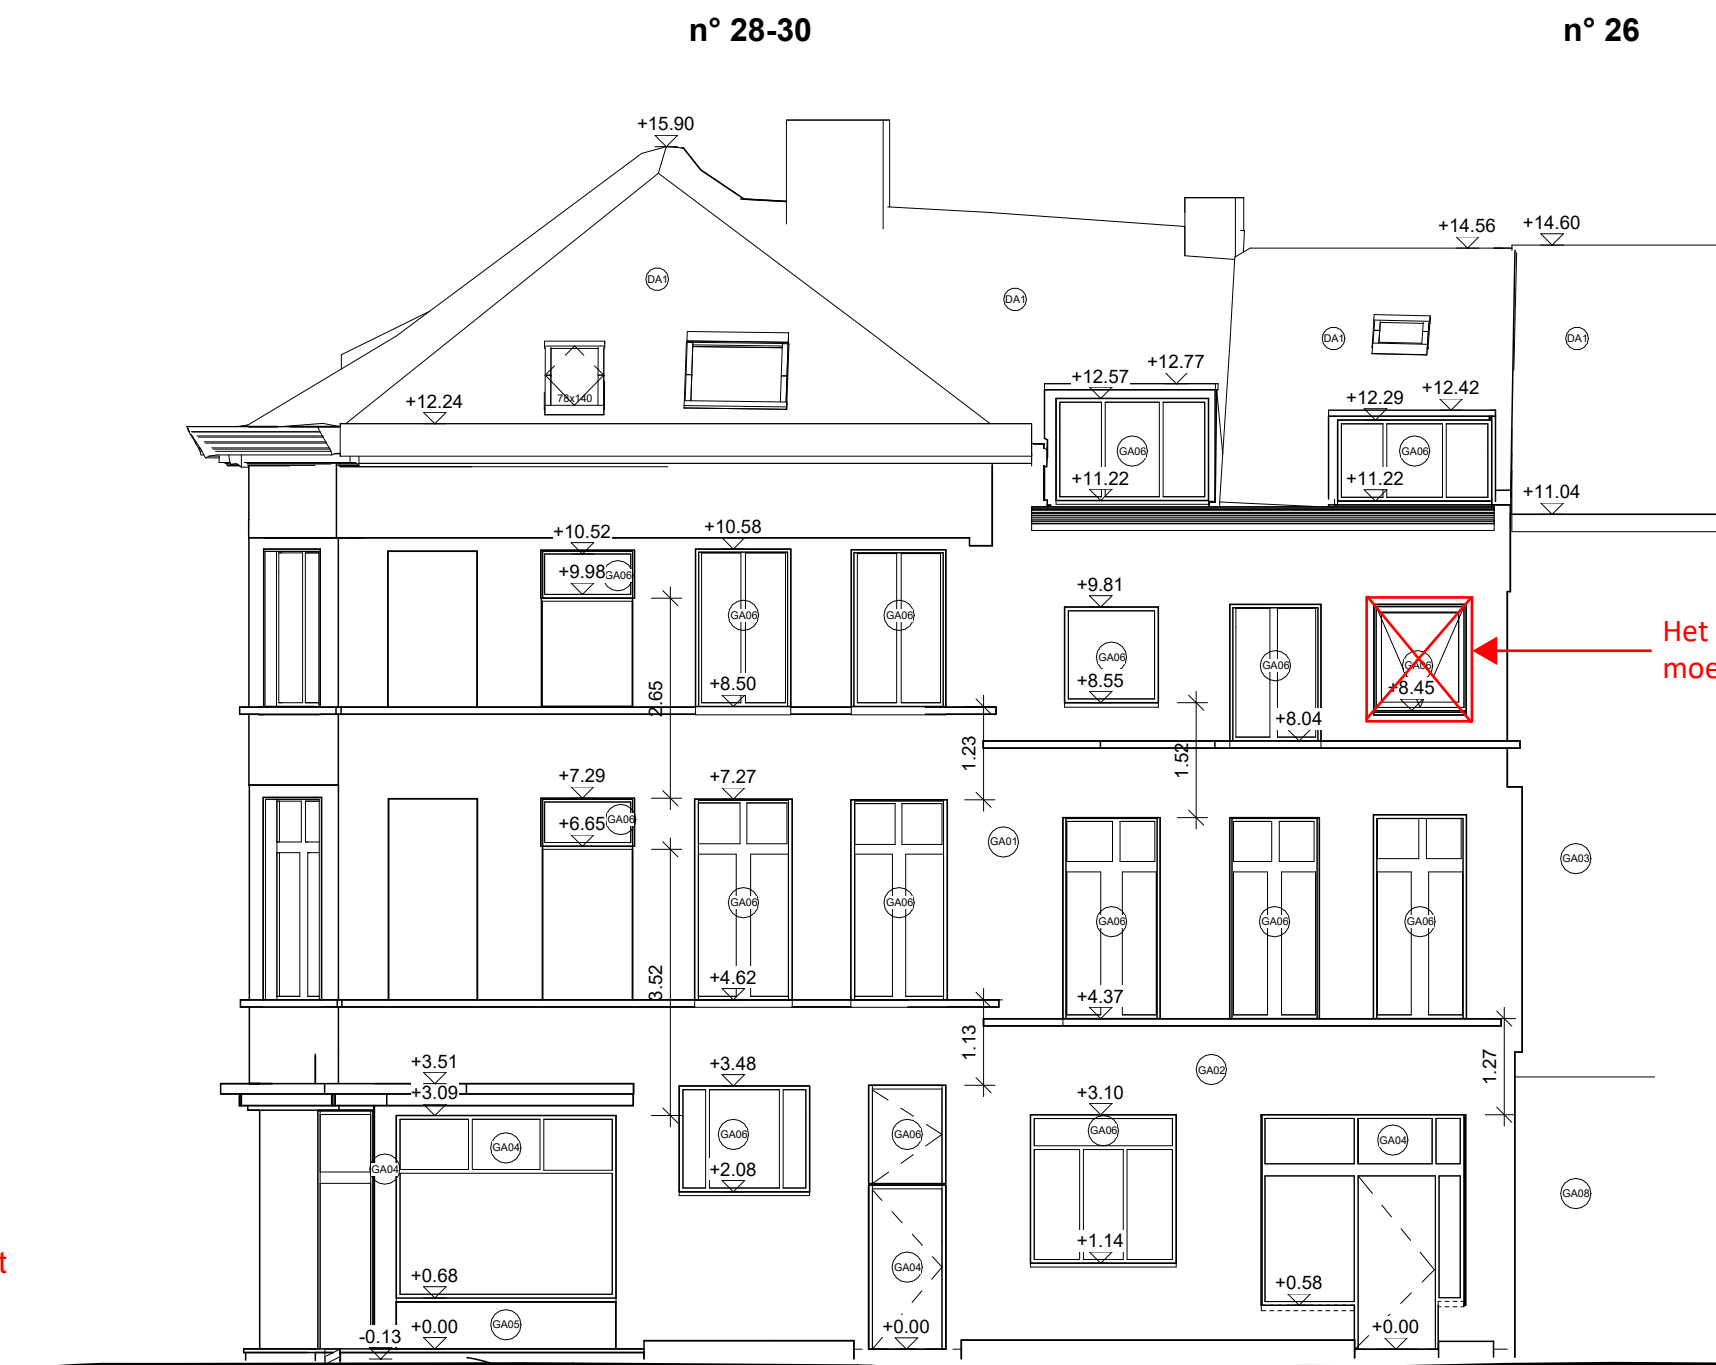 n° 28-30
n° 26
+15.90
+14.56
+14.60
DA1
DA1
DA1
DA1
78x140
+12.24
+12.57
+12.77
+12.29
+12.42
GA06
GA06
+11.22
+11.22
+11.04
+10.52
+10.58
+9.98
GA06
+9.81
GA06
GA06
GA06
GA06
GA06
Het
moe
+8.50
+8.55
+8.45
+8.04
2.65
1.23
1.52
+7.29
+7.27
+6.65
GA06
GA01
GA03
GA06
GA06
GA06
GA06
GA06
+4.62
+4.37
3.52
1.13
1.27
+3.51
+3.48
GA02
+3.09
+3.10
GA06
GA06
GA06
GA04
GA04
GA04
+2.08
GA08
+1.14
t
GA04
+0.68
+0.58
GA05
-0.13
+0.00
+0.00
+0.00